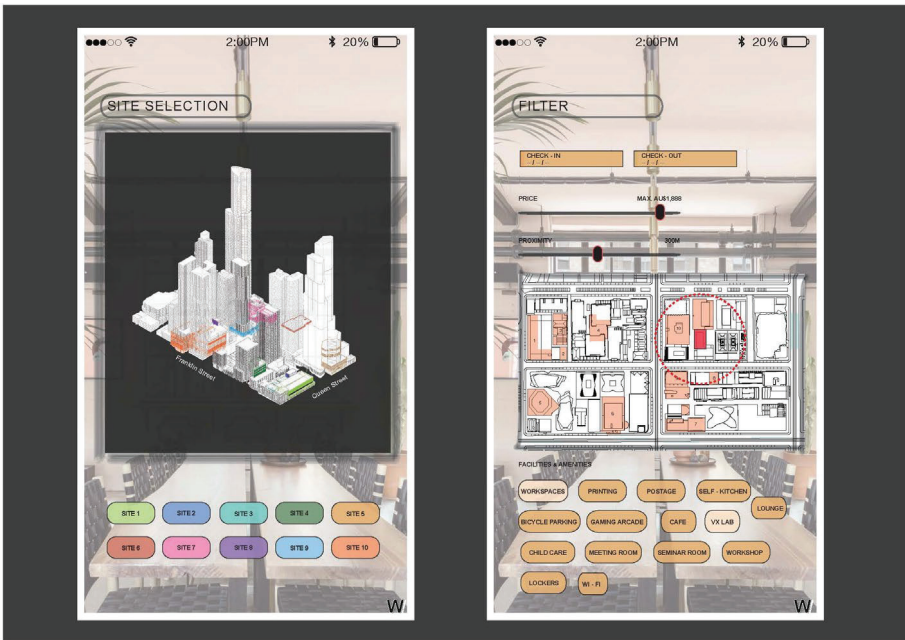 2:00PM
20%
SITE SELECTION
Franklin Street
Queen Street
SITE 1
SITE 2
SITE 3
SITE 4
SITE 5
SITE 6
SITE 7
SITE 8
SITE 9
SITE 10
W
2:00PM
20%
FILTER
CHECK - IN
CHECK - OUT
PRICE
MAX. AU$1,888
PROXIMITY
300M
FACILITIES & AMENITIES
WORKSPACES
PRINTING
POSTAGE
SELF - KITCHEN
LOUNGE
BICYCLE PARKING
GAMING ARCADE
CAFE
VX LAB
CHILD CARE
MEETING ROOM
SEMINAR ROOM
WORKSHOP
LOCKERS
WI - FI
W